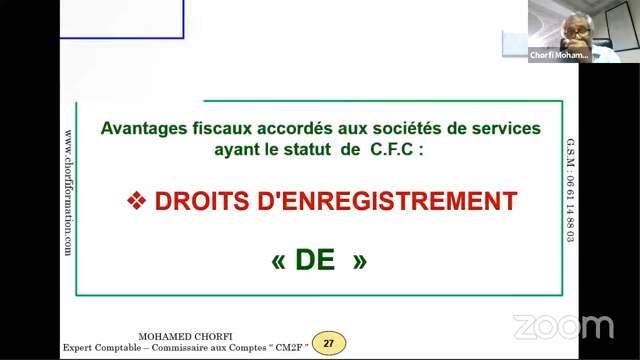 Chorfi Moham...
Avantages fiscaux accordés aux sociétés de services
ayant le statut de C.F.C :
❖ DROITS D'ENREGISTREMENT
« DE »
www.chorfiformation.com
G.S.M : 06 61 14 88 03
MOHAMED CHORFI
Expert Comptable – Commissaire aux Comptes “ CM2F ”
27
zoom